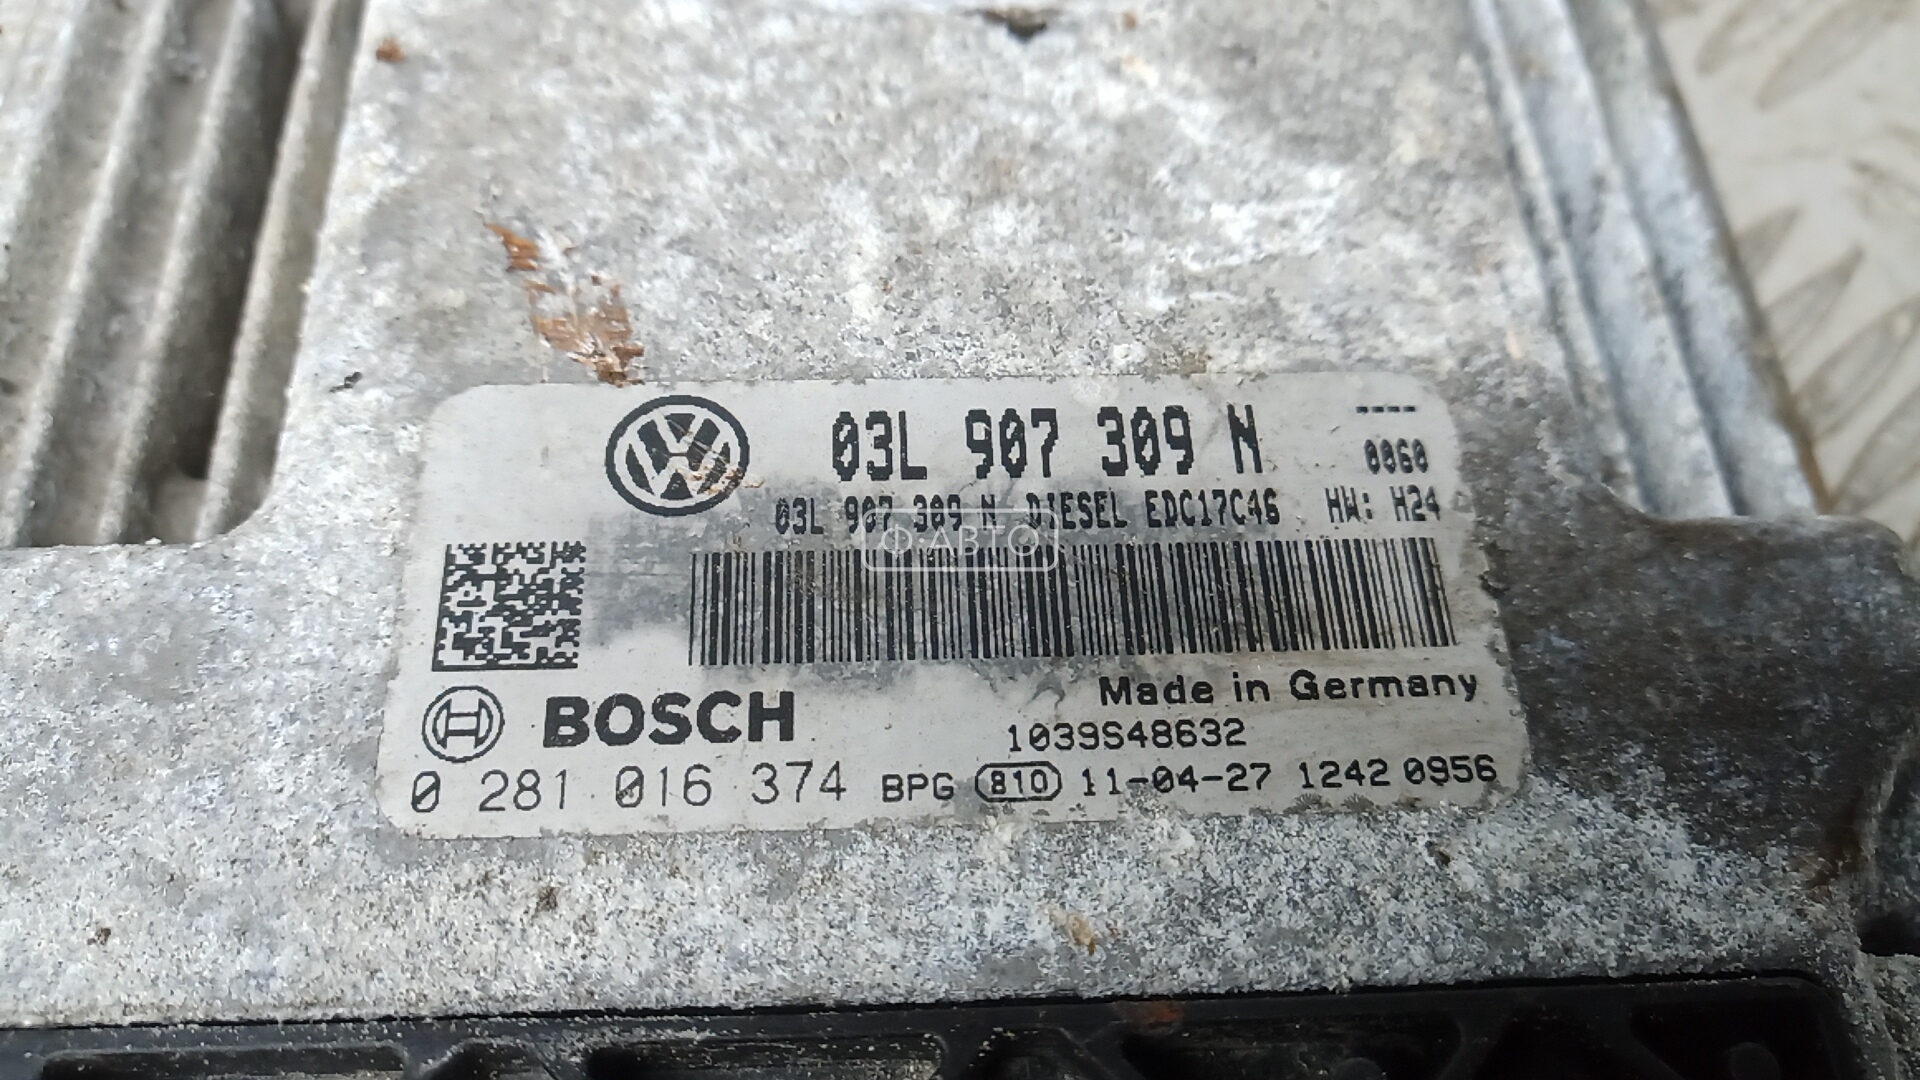 03L 907 309 N ----
0060
03L 907 309 N DIESEL EDC17C46 HW: H24
АВТО
Made in Germany
BOSCH
1039S48632
0 281 016 374 BPG 810 11-04-27 1242 0956